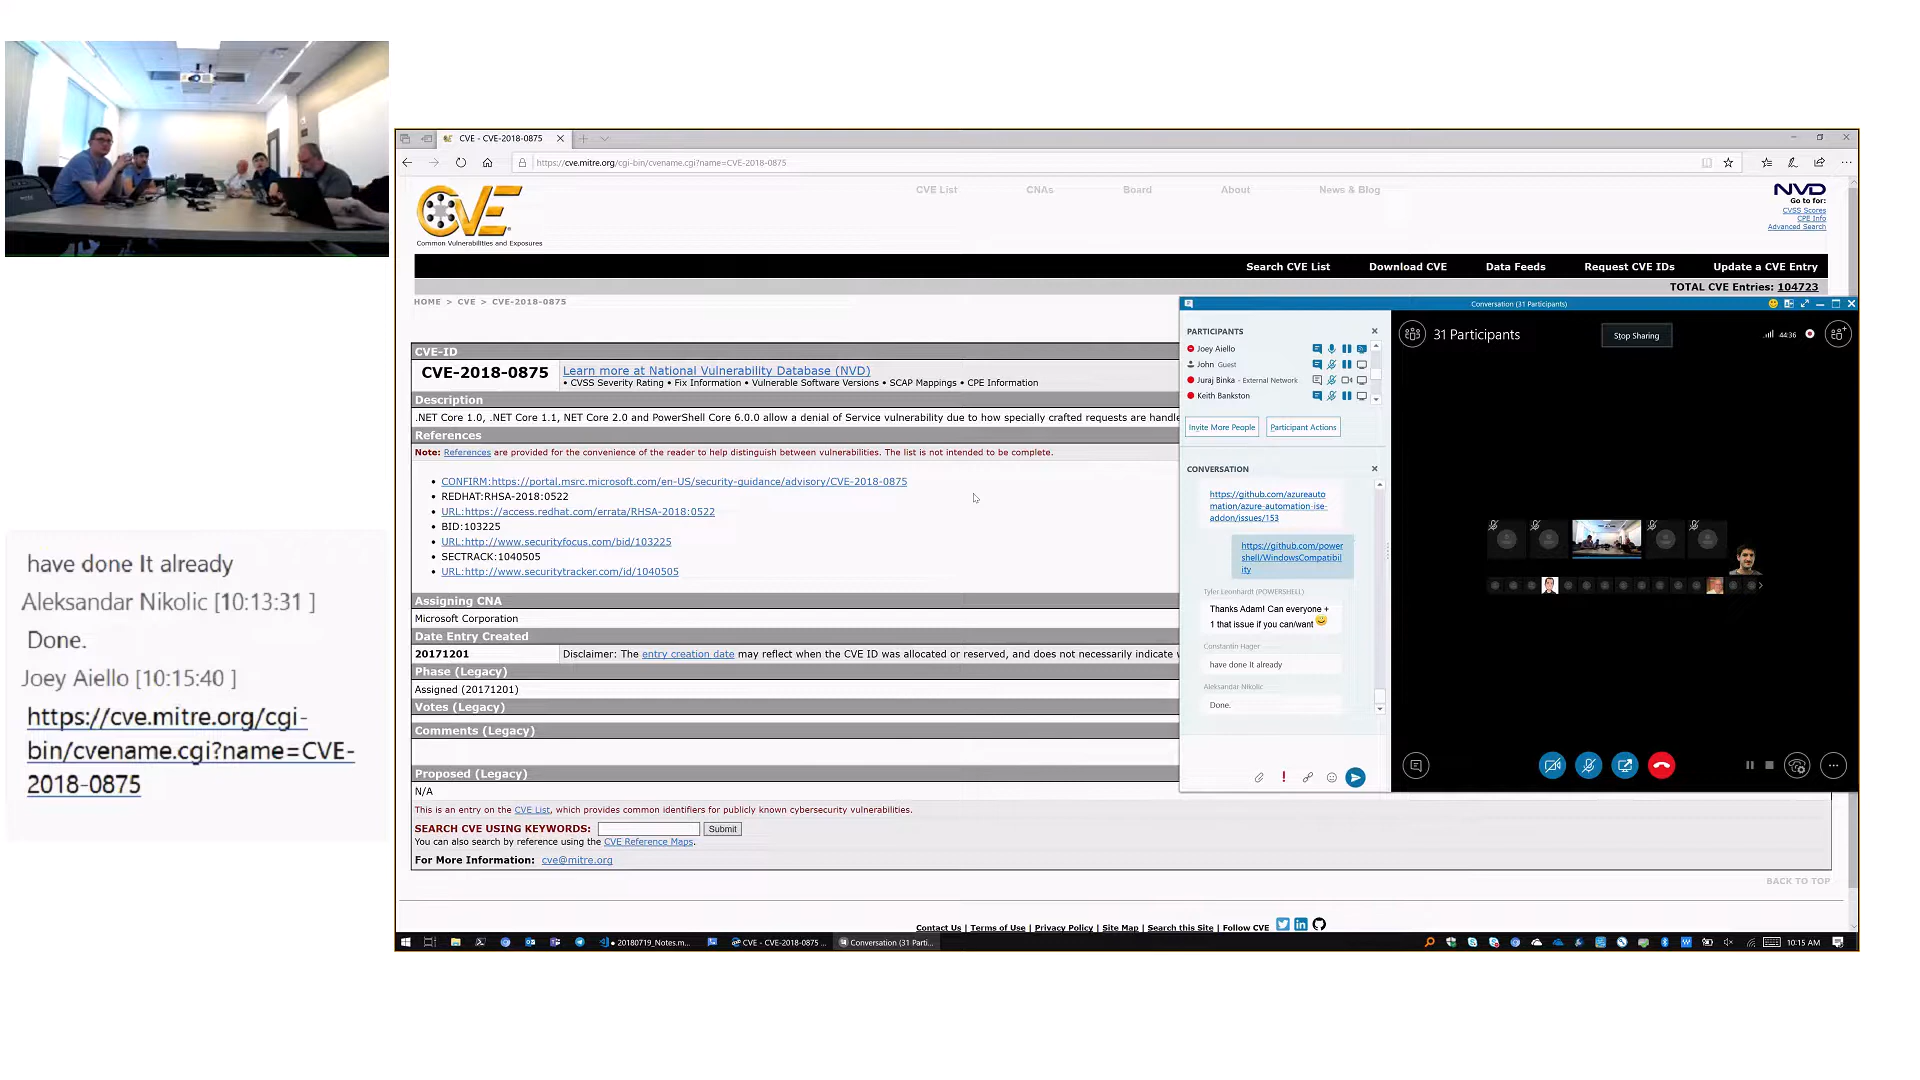 have done It already
Aleksandar Nikolic [10:13:31 ]
Done.
Joey Aiello [10:15:40 ]
https://cve.mitre.org/cgi-
bin/cvename.cgi?name=CVE-
2018-0875
CVE - CVE-2018-0875
https://cve.mitre.org/cgi-bin/cvename.cgi?name=CVE-2018-0875
CVE
Common Vulnerabilities and Exposures
CVE List
CNAs
Board
About
News & Blog
NVD
Go to for:
CVSS Scores
CPE Info
Advanced Search
Search CVE List
Download CVE
Data Feeds
Request CVE IDs
Update a CVE Entry
TOTAL CVE Entries: 104723
HOME > CVE > CVE-2018-0875
CVE-ID
CVE-2018-0875
Learn more at National Vulnerability Database (NVD)
• CVSS Severity Rating • Fix Information • Vulnerable Software Versions • SCAP Mappings • CPE Information
Description
.NET Core 1.0, .NET Core 1.1, NET Core 2.0 and PowerShell Core 6.0.0 allow a denial of Service vulnerability due to how specially crafted requests are handle
References
Note: References are provided for the convenience of the reader to help distinguish between vulnerabilities. The list is not intended to be complete.
• CONFIRM:https://portal.msrc.microsoft.com/en-US/security-guidance/advisory/CVE-2018-0875
• REDHAT:RHSA-2018:0522
• URL:https://access.redhat.com/errata/RHSA-2018:0522
• BID:103225
• URL:http://www.securityfocus.com/bid/103225
• SECTRACK:1040505
• URL:http://www.securitytracker.com/id/1040505
Assigning CNA
Microsoft Corporation
Date Entry Created
20171201
Disclaimer: The entry creation date may reflect when the CVE ID was allocated or reserved, and does not necessarily indicate
Phase (Legacy)
Assigned (20171201)
Votes (Legacy)
Comments (Legacy)
Proposed (Legacy)
N/A
This is an entry on the CVE List, which provides common identifiers for publicly known cybersecurity vulnerabilities.
SEARCH CVE USING KEYWORDS:
Submit
You can also search by reference using the CVE Reference Maps.
For More Information: cve@mitre.org
BACK TO TOP
Contact Us | Terms of Use | Privacy Policy | Site Map | Search this Site | Follow CVE
Conversation (31 Participants)
PARTICIPANTS
Joey Aiello
John Guest
Juraj Binka - External Network
Keith Bankston
Invite More People
Participant Actions
CONVERSATION
https://github.com/azureauto
mation/azure-automation-ise-
addon/issues/153
https://github.com/power
shell/WindowsCompatibil
ity
Tyler Leonhardt (POWERSHELL)
Thanks Adam! Can everyone +
1 that issue if you can/want
Constantin Hager
have done It already
Aleksandar Nikolic
Done.
31 Participants
Stop Sharing
44:36
20180719_Notes.m...
CVE - CVE-2018-0875 ...
Conversation (31 Parti...
10:15 AM